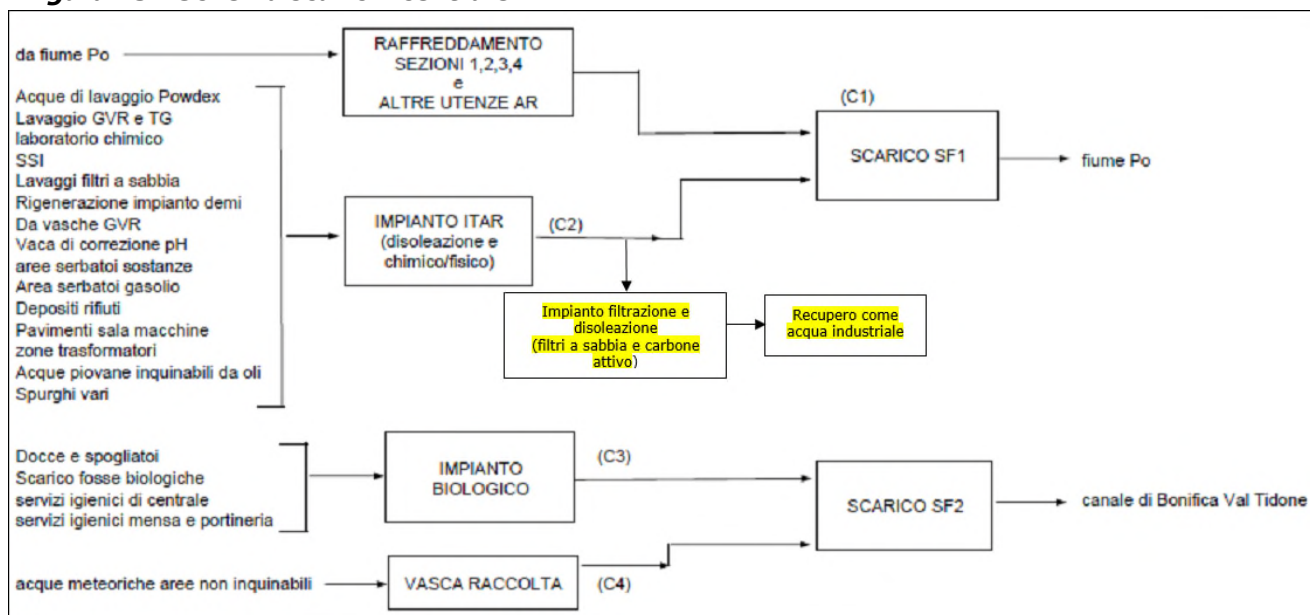 da fiume Po
RAFFREDDAMENTO
SEZIONI 1,2,3,4
e
ALTRE UTENZE AR
(C1)
SCARICO SF1
fiume Po
Acque di lavaggio Powdex
Lavaggio GVR e TG
laboratorio chimico
SSI
Lavaggi filtri a sabbia
Rigenerazione impianto demi
Da vasche GVR
Vaca di correzione pH
aree serbatoi sostanze
Area serbatoi gasolio
Depositi rifiuti
Pavimenti sala macchine
zone trasformatori
Acque piovane inquinabili da oli
Spurghi vari
IMPIANTO ITAR
(disoleazione e
chimico/fisico)
(C2)
Impianto filtrazione e
disoleazione
(filtri a sabbia e carbone
attivo)
Recupero come
acqua industriale
Docce e spogliatoi
Scarico fosse biologiche
servizi igienici di centrale
servizi igienici mensa e portineria
IMPIANTO
BIOLOGICO
(C3)
SCARICO SF2
canale di Bonifica Val Tidone
acque meteoriche aree non inquinabili
VASCA RACCOLTA
(C4)